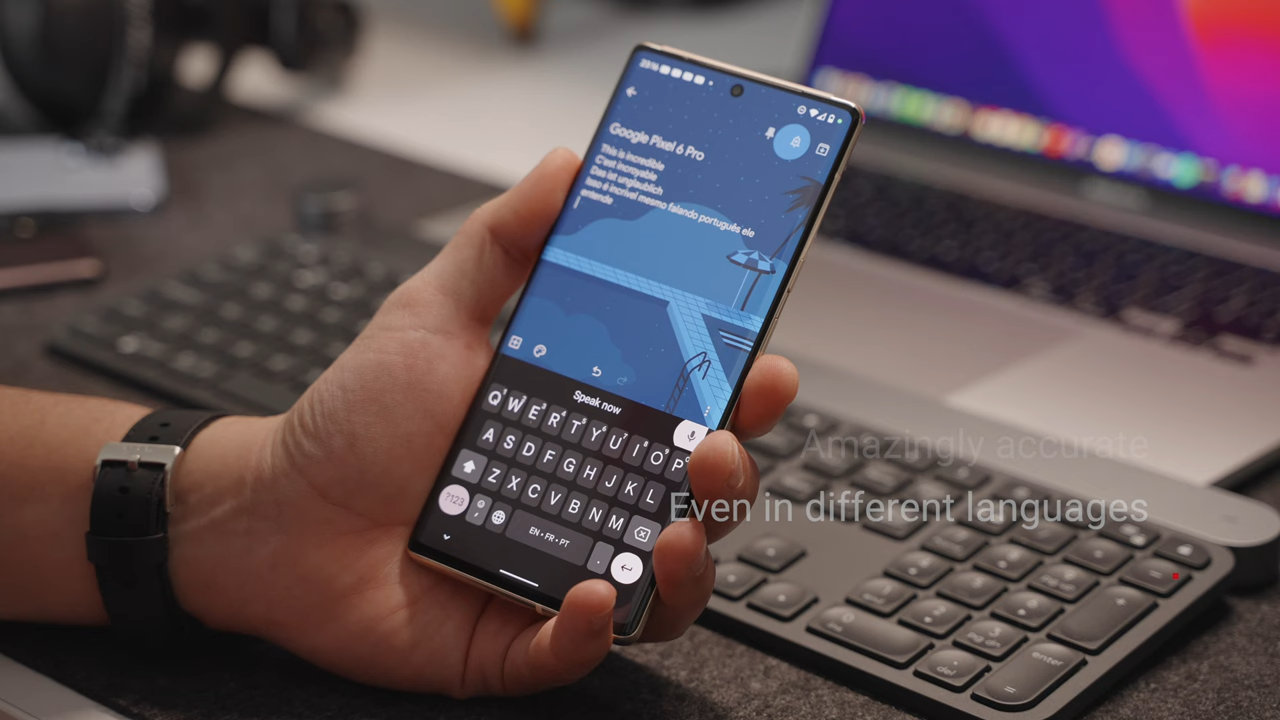 Google Pixel 6 Pro
This is incredible
C'est incroyable
Das ist unglaublich
Isso é incrível mesmo falando português ele
entende
Speak now
Q W E R T Y U I O P
A S D F G H J K L
Z X C V B N M
?123
EN • FR • PT
Amazingly accurate
Even in different languages
enter